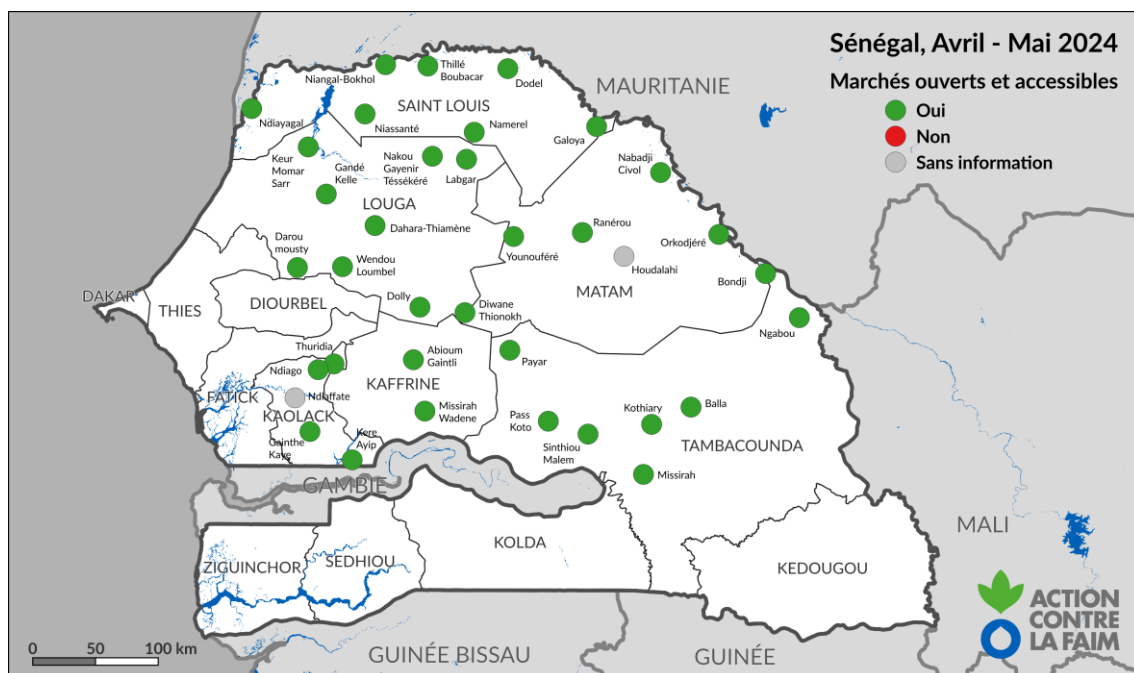 Sénégal, Avril - Mai 2024
Marchés ouverts et accessibles
Oui
Non
Sans information
MAURITANIE
Niangal-Bokhol
Thillé
Boubacar
Dodel
SAINT LOUIS
Ndiayagal
Niassanté
Namerel
Galoya
Keur
Momar
Sarr
Gandé
Kelle
Nakou
Gayenir
Téssékéré
Labgar
Nabadji
Civol
LOUGA
Dahara-Thiamène
Ranérou
Younouféré
Orkodjéré
Houdalahi
Darou
mousty
Wendou
Loumbel
Bondji
MATAM
DAKAR
THIES
DIOURBEL
Dolly
Diwane
Thionokh
Ngabou
Thuridia
Ndiago
Abioum
Gaintli
Payar
KAFFRINE
FATICK
Ndiaffate
KAOLACK
Missirah
Wadene
Pass
Koto
Kothiary
Balla
Gainthe
Kaye
Kere
Ayip
Sinthiou
Malem
TAMBACOUNDA
Missirah
GAMBIE
MALI
ZIGUINCHOR
SEDHIOU
KOLDA
KEDOUGOU
GUINÉE BISSAU
GUINÉE
0 50 100 km
ACTION
CONTRE
LA FAIM